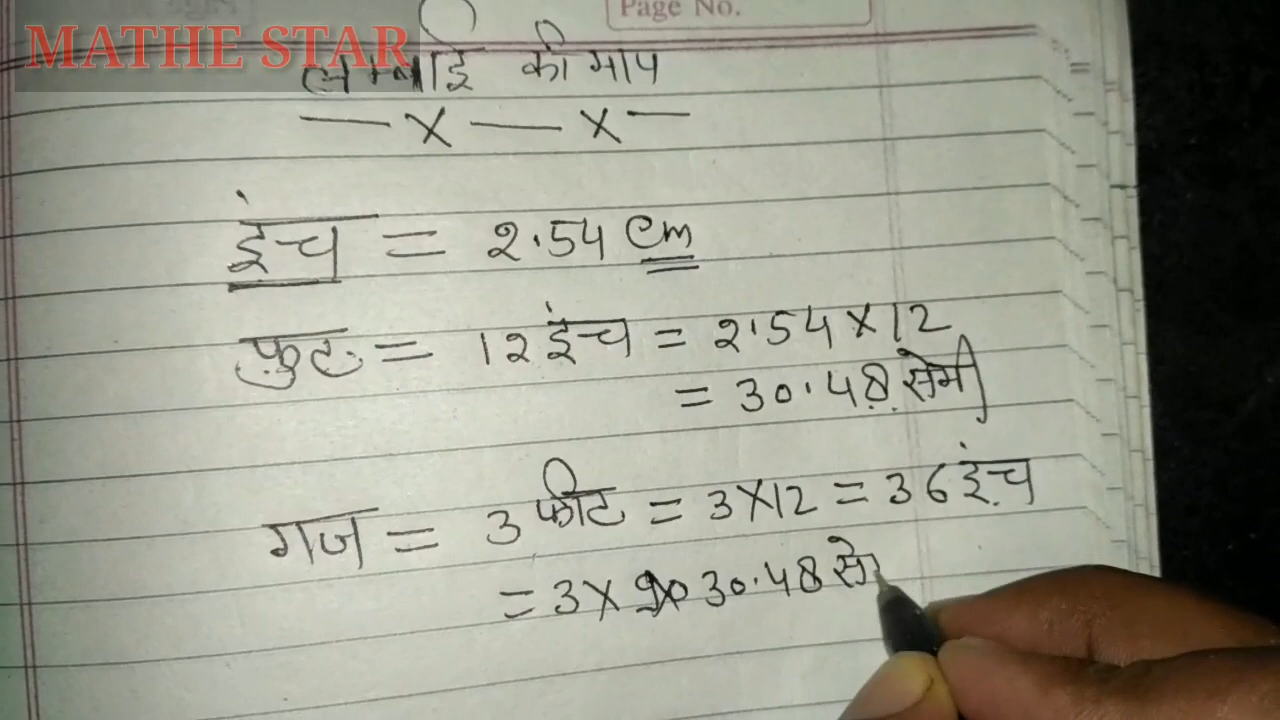 Page No.
MATHE STAR
लम्बाई की माप
— x — x —
इंच = 2.54 cm
फुट = 12 इंच = 2.54 x 12
= 30.48 सेमी
गज = 3 फीट = 3 x 12 = 36 इंच
= 3 x 30.48 से